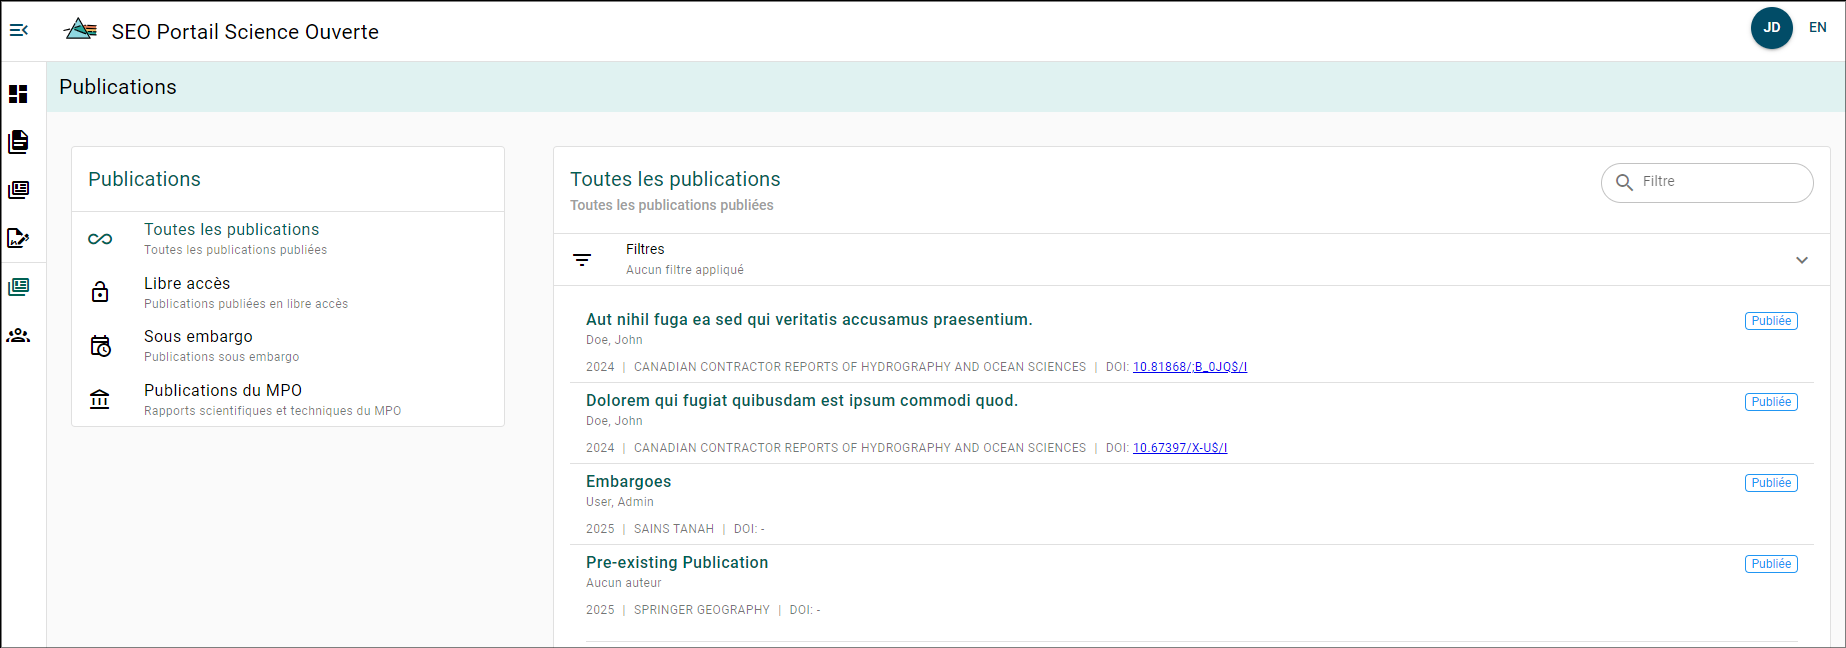 SEO Portail Science Ouverte
JD
EN
Publications
Publications
Toutes les publications
Toutes les publications publiées
Libre accès
Publications publiées en libre accès
Sous embargo
Publications sous embargo
Publications du MPO
Rapports scientifiques et techniques du MPO
Toutes les publications
Toutes les publications publiées
Filtre
Filtres
Aucun filtre appliqué
Aut nihil fuga ea sed qui veritatis accusamus praesentium.
Publiée
Doe, John
2024 | CANADIAN CONTRACTOR REPORTS OF HYDROGRAPHY AND OCEAN SCIENCES | DOI: 10.81868/;B_0JQ$/I
Dolorem qui fugiat quibusdam est ipsum commodi quod.
Publiée
Doe, John
2024 | CANADIAN CONTRACTOR REPORTS OF HYDROGRAPHY AND OCEAN SCIENCES | DOI: 10.67397/X-U$/I
Embargoes
Publiée
User, Admin
2025 | SAINS TANAH | DOI: -
Pre-existing Publication
Publiée
Aucun auteur
2025 | SPRINGER GEOGRAPHY | DOI: -